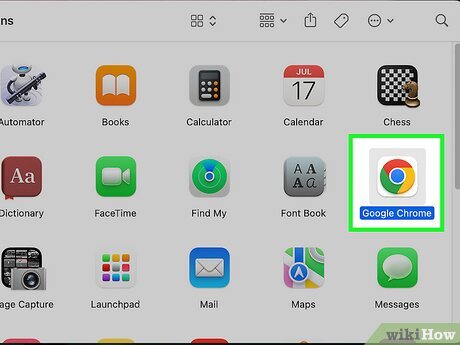 ns
Automator
Books
Calculator
JUL
17
Calendar
Chess
Aa
Dictionary
FaceTime
Find My
Font Book
Google Chrome
age Capture
Launchpad
Mail
Maps
Messages
wikiHow